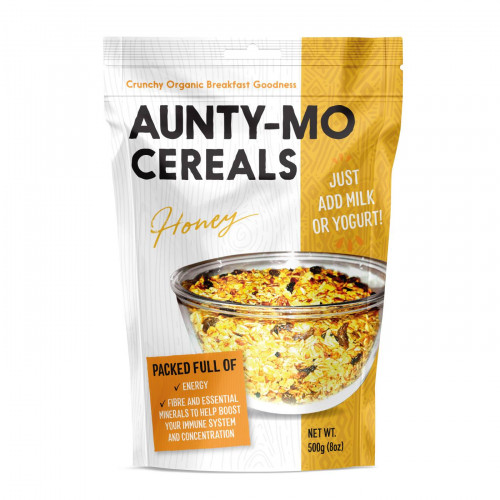 Crunchy Organic Breakfast Goodness
AUNTY-MO
CEREALS
Honey
JUST
ADD MILK
OR YOGURT!
PACKED FULL OF
✓ ENERGY
✓ FIBRE AND ESSENTIAL
MINERALS TO HELP BOOST
YOUR IMMUNE SYSTEM
AND CONCENTRATION
NET WT.
500g (8oz)